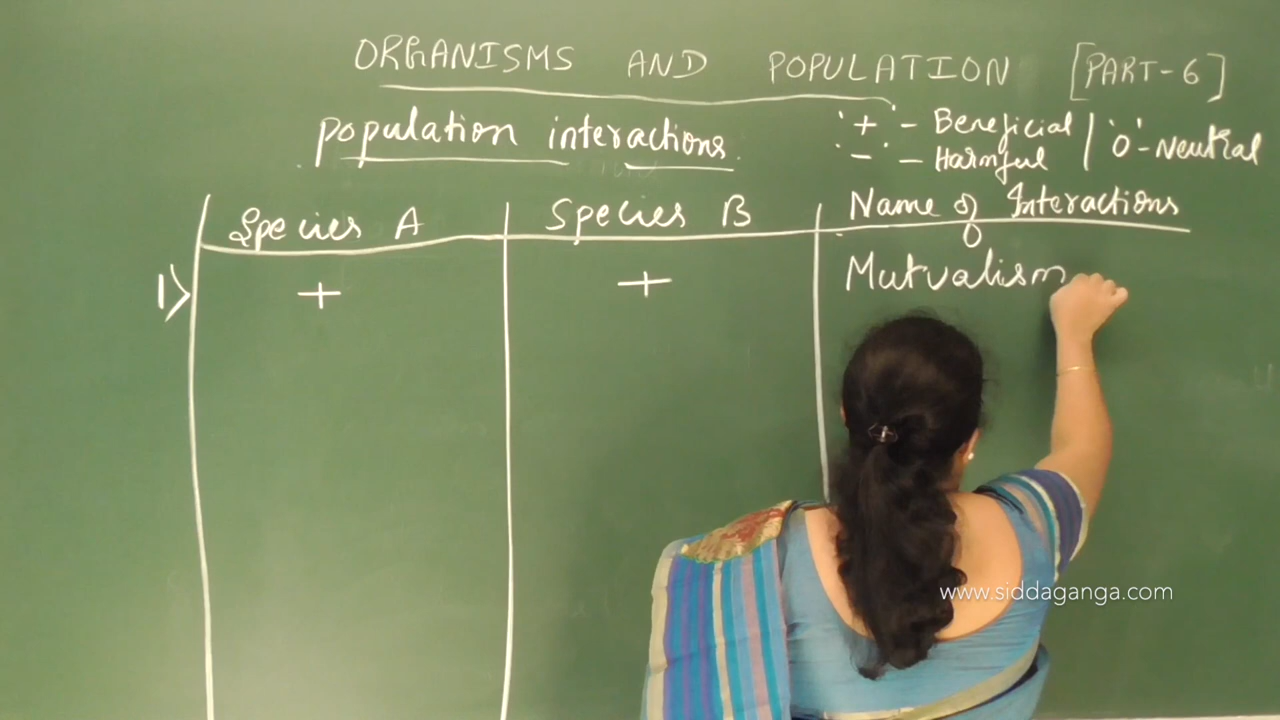 ORGANISMS AND POPULATION [PART-6]
Population interactions
'+' - Beneficial / 'O' - Neutral
'-' - Harmful
Species A Species B Name of Interactions
1) + + Mutualism
www.siddaganga.com